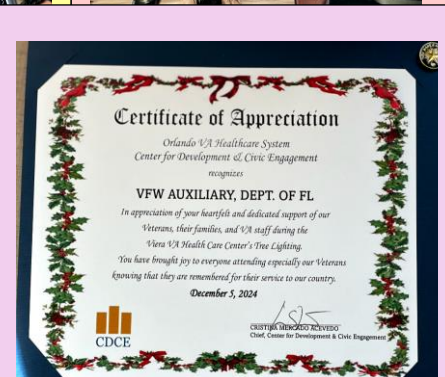 Certificate of Appreciation
Orlando VA Healthcare System
Center for Development & Civic Engagement
recognizes
VFW AUXILIARY, DEPT. OF FL
In appreciation of your heartfelt and dedicated support of our
Veterans, their families, and VA staff during the
Viera VA Health Care Center's Tree Lighting.
You have brought joy to everyone attending especially our Veterans
knowing that they are remembered for their service to our country.
December 5, 2024
CRISTINA MERCADO ACEVEDO
Chief, Center for Development & Civic Engagement
CDCE